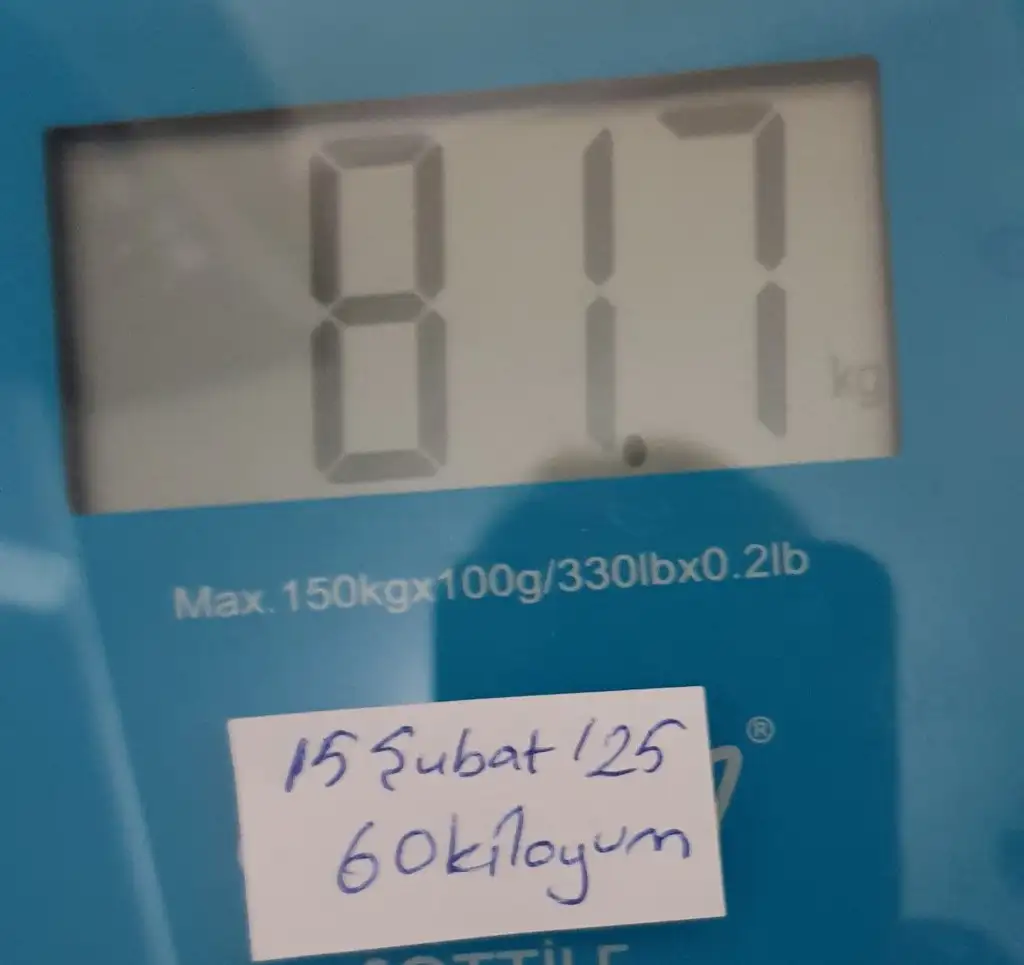 81.7 kg
Max. 150kgx100g/330lbx0.2lb
®
15 Şubat '25
60kiloyum